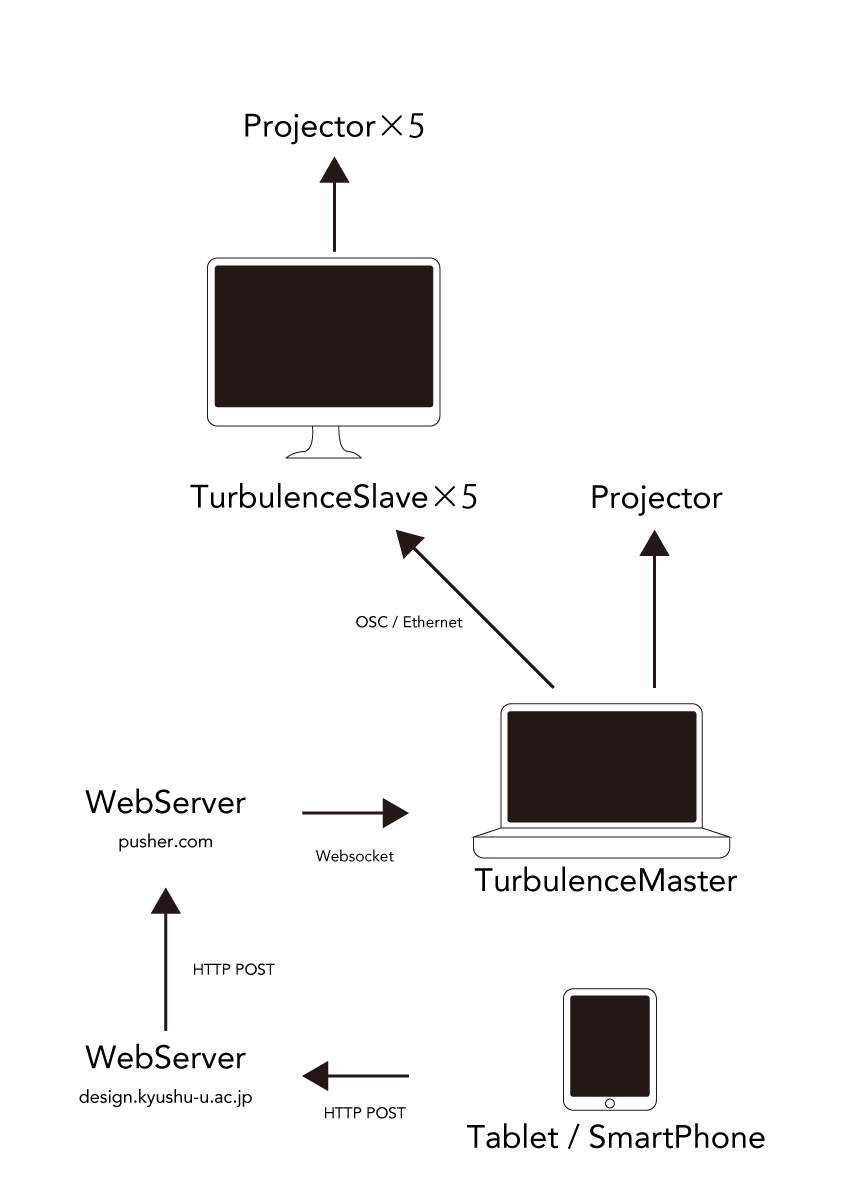 Projector×5
TurbulenceSlave×5
Projector
OSC / Ethernet
WebServer
pusher.com
Websocket
TurbulenceMaster
HTTP POST
WebServer
design.kyushu-u.ac.jp
HTTP POST
Tablet / SmartPhone